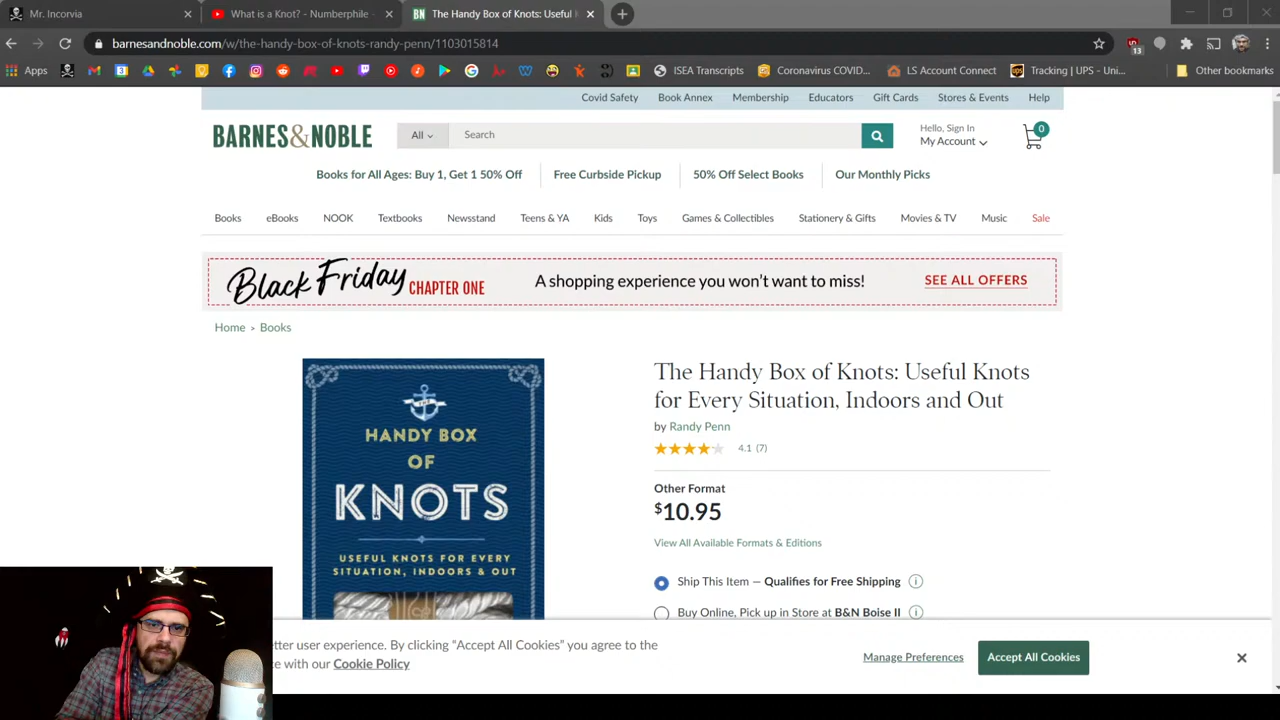 Mr. Incorvia
What is a Knot? - Numberphile
The Handy Box of Knots: Useful
barnesandnoble.com/w/the-handy-box-of-knots-randy-penn/1103015814
13
Apps
ISEA Transcripts
Coronavirus COVID...
LS Account Connect
Tracking | UPS - Uni...
Other bookmarks
Covid Safety
Book Annex
Membership
Educators
Gift Cards
Stores & Events
Help
BARNES&NOBLE
All
Search
Hello, Sign In
My Account
0
Books for All Ages: Buy 1, Get 1 50% Off
Free Curbside Pickup
50% Off Select Books
Our Monthly Picks
Books
eBooks
NOOK
Textbooks
Newsstand
Teens & YA
Kids
Toys
Games & Collectibles
Stationery & Gifts
Movies & TV
Music
Sale
Black Friday CHAPTER ONE
A shopping experience you won't want to miss!
SEE ALL OFFERS
Home > Books
THE
HANDY BOX
OF
KNOTS
USEFUL KNOTS FOR EVERY
SITUATION, INDOORS & OUT
The Handy Box of Knots: Useful Knots
for Every Situation, Indoors and Out
by Randy Penn
4.1 (7)
Other Format
$10.95
View All Available Formats & Editions
Ship This Item — Qualifies for Free Shipping
Buy Online, Pick up in Store at B&N Boise II
etter user experience. By clicking "Accept All Cookies" you agree to the
ce with our Cookie Policy
Manage Preferences
Accept All Cookies